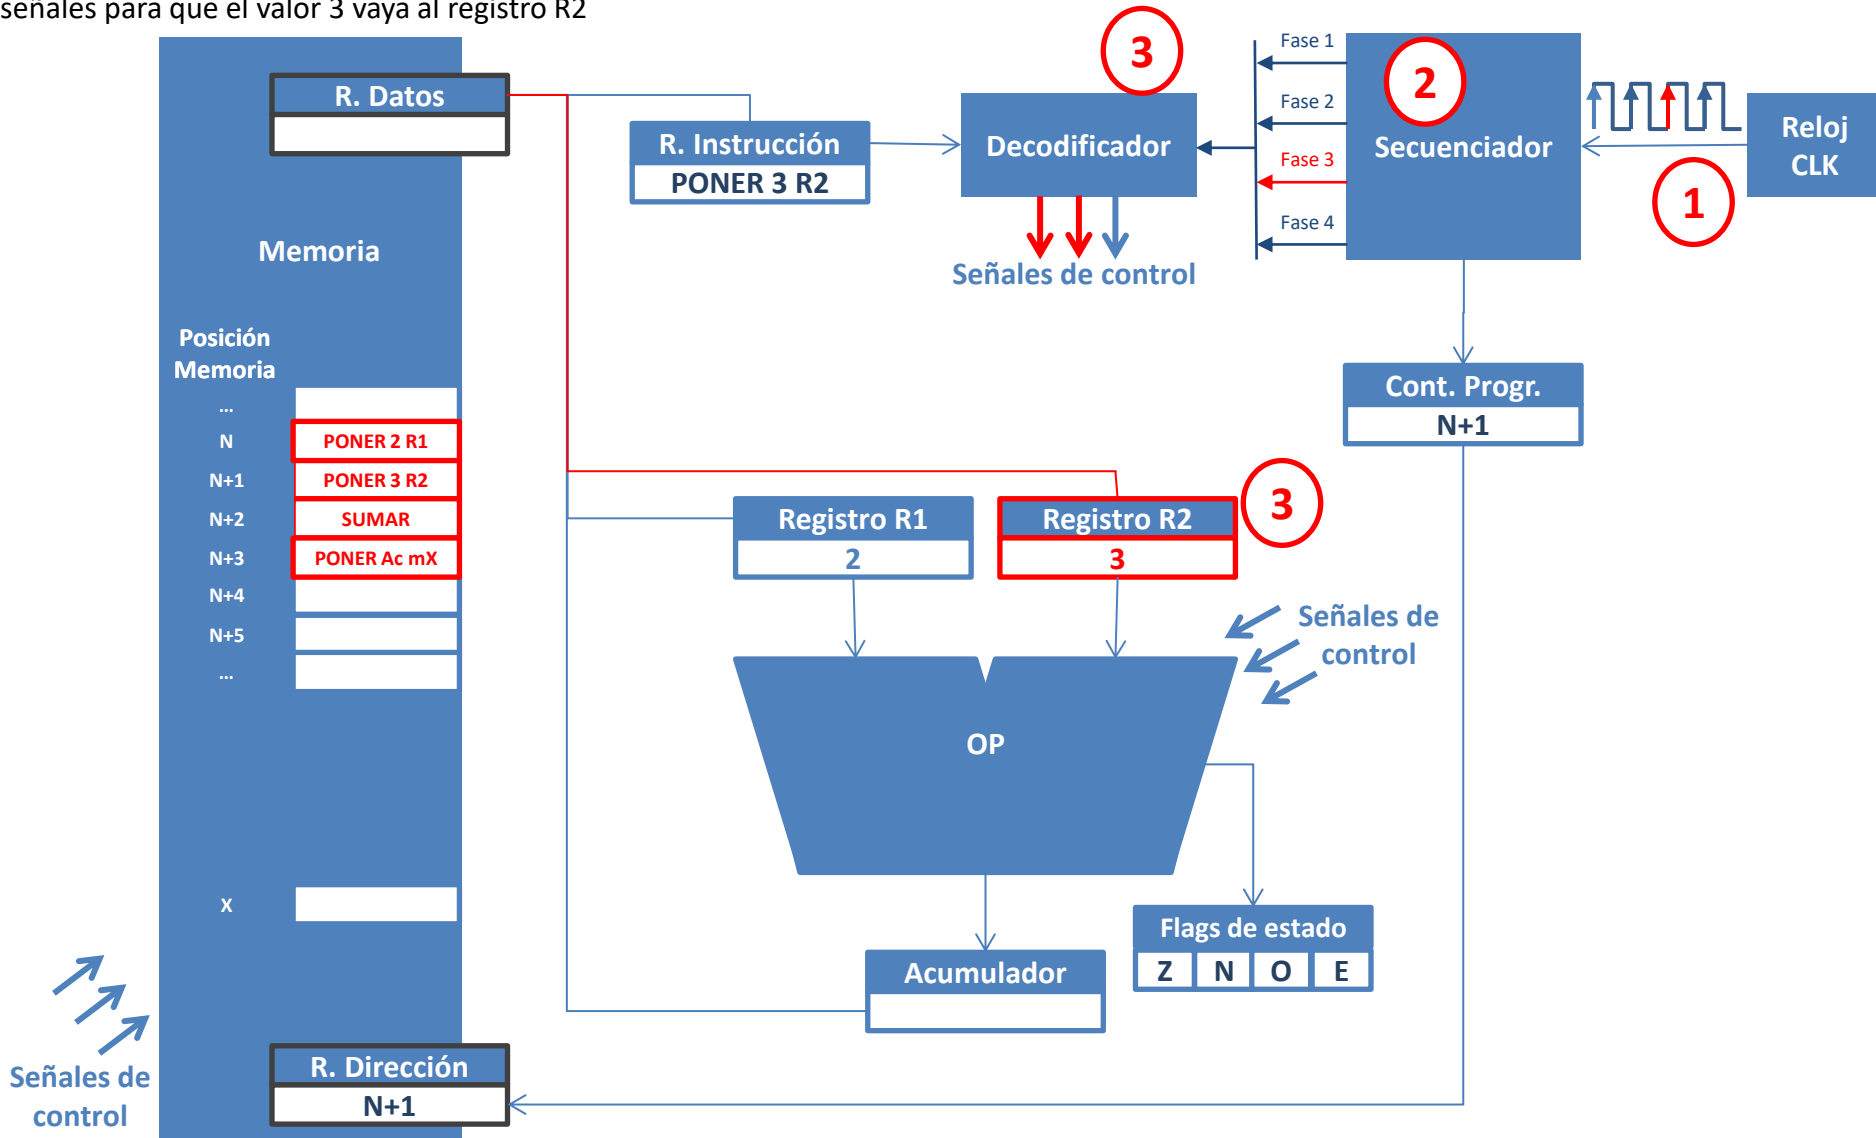 señales para que el valor 3 vaya al registro R2
R. Datos
R. Instrucción
PONER 3 R2
3
Decodificador
Señales de control
Fase 1
Fase 2
Fase 3
Fase 4
2
Secuenciador
Reloj
CLK
1
Memoria
Posición
Memoria
...
N
PONER 2 R1
N+1
PONER 3 R2
N+2
SUMAR
N+3
PONER Ac mX
N+4
N+5
...
X
Cont. Progr.
N+1
Registro R1
2
Registro R2
3
3
Señales de
control
OP
Flags de estado
Z N O E
Acumulador
Señales de
control
R. Dirección
N+1